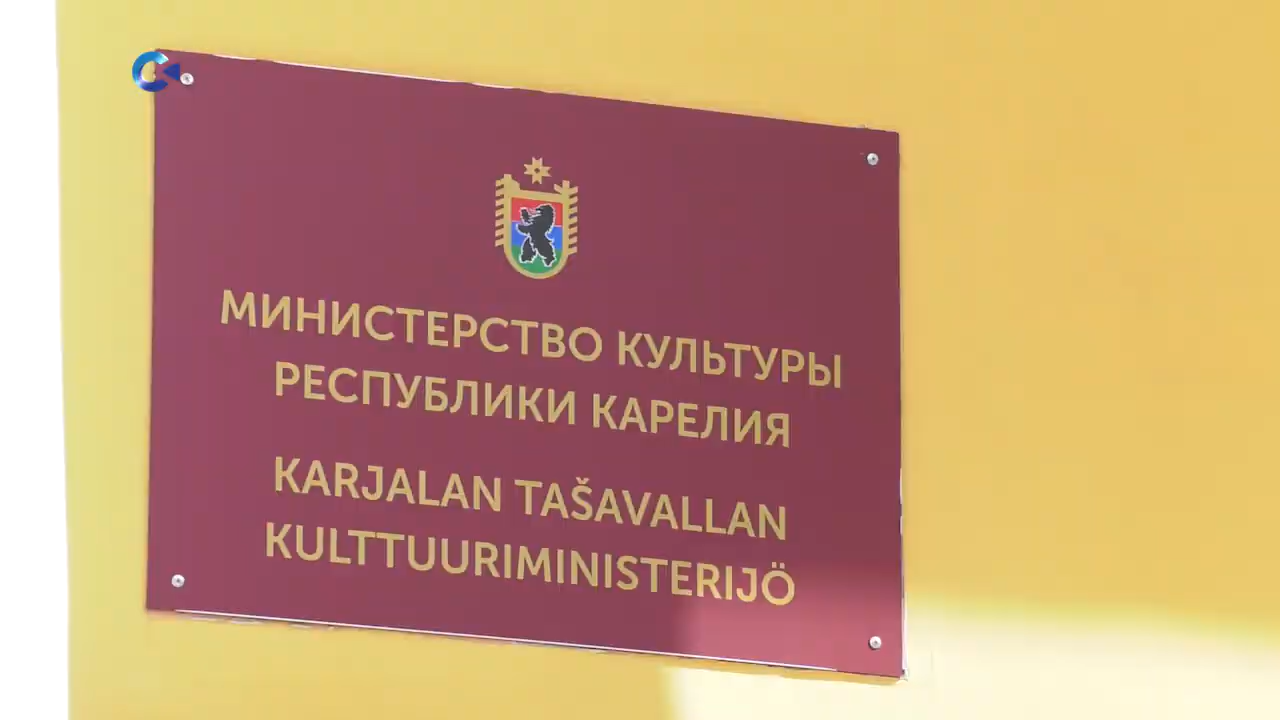 МИНИСТЕРСТВО КУЛЬТУРЫ
РЕСПУБЛИКИ КАРЕЛИЯ
KARJALAN TAŠAVALLAN
KULTTUURIMINISTERIJÖ